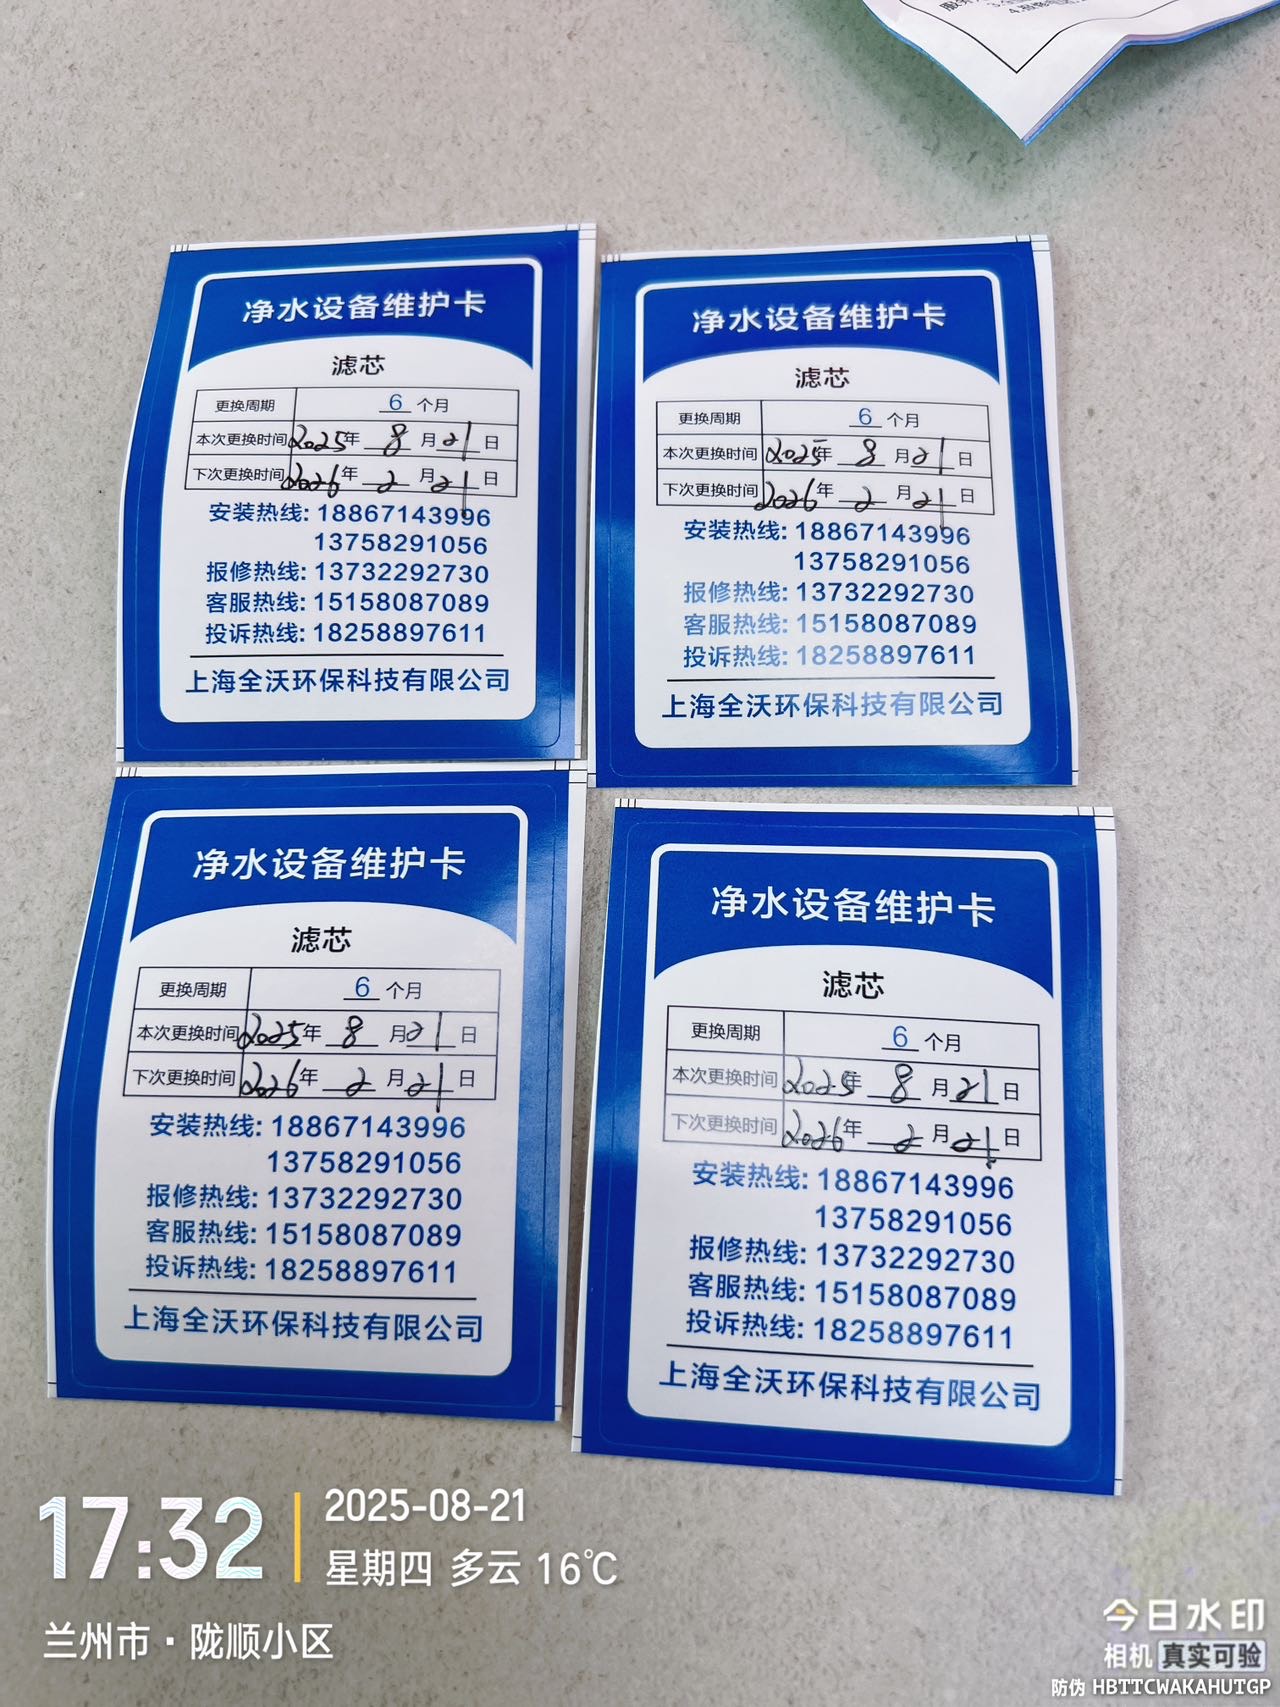 净水设备维护卡
滤芯
更换周期 6 个月
本次更换时间 2025年 8 月 21 日
下次更换时间 2026年 2 月 21 日
安装热线: 18867143996
13758291056
报修热线: 13732292730
客服热线: 15158087089
投诉热线: 18258897611
上海全沃环保科技有限公司
净水设备维护卡
滤芯
更换周期 6 个月
本次更换时间 2025年 8 月 21 日
下次更换时间 2026年 2 月 21 日
安装热线: 18867143996
13758291056
报修热线: 13732292730
客服热线: 15158087089
投诉热线: 18258897611
上海全沃环保科技有限公司
净水设备维护卡
滤芯
更换周期 6 个月
本次更换时间 2025年 8 月 21 日
下次更换时间 2026年 2 月 21 日
安装热线: 18867143996
13758291056
报修热线: 13732292730
客服热线: 15158087089
投诉热线: 18258897611
上海全沃环保科技有限公司
净水设备维护卡
滤芯
更换周期 6 个月
本次更换时间 2025年 8 月 21 日
下次更换时间 2026年 2 月 21 日
安装热线: 18867143996
13758291056
报修热线: 13732292730
客服热线: 15158087089
投诉热线: 18258897611
上海全沃环保科技有限公司
17:32
2025-08-21
星期四 多云 16℃
兰州市·陇顺小区
今日水印
相机 真实可验
防伪 HBTTCWAKAHUTGP